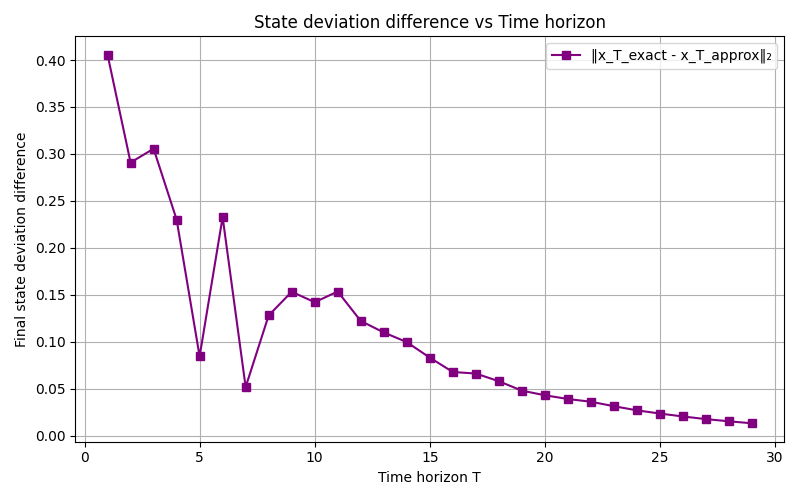 State deviation difference vs Time horizon
‖x_T_exact - x_T_approx‖₂
Final state deviation difference
0.40
0.35
0.30
0.25
0.20
0.15
0.10
0.05
0.00
0 5 10 15 20 25 30
Time horizon T